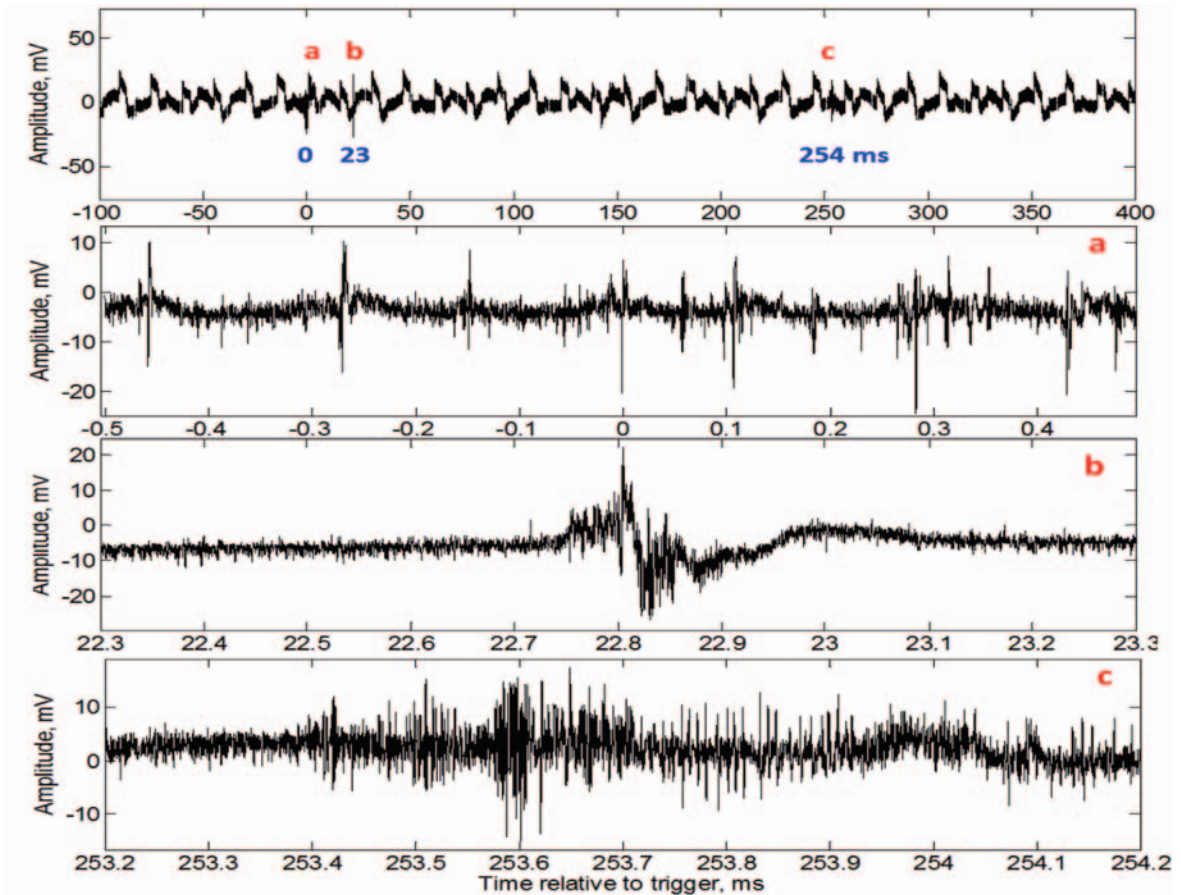 Amplitude, mV
50
0
-50
a b c
0 23 254 ms
-100 -50 0 50 100 150 200 250 300 350 400
Amplitude, mV
10
0
-10
-20
a
-0.5 -0.4 -0.3 -0.2 -0.1 0 0.1 0.2 0.3 0.4
Amplitude, mV
20
10
0
-10
-20
b
22.3 22.4 22.5 22.6 22.7 22.8 22.9 23 23.1 23.2 23.3
Amplitude, mV
10
0
-10
c
253.2 253.3 253.4 253.5 253.6 253.7 253.8 253.9 254 254.1 254.2
Time relative to trigger, ms